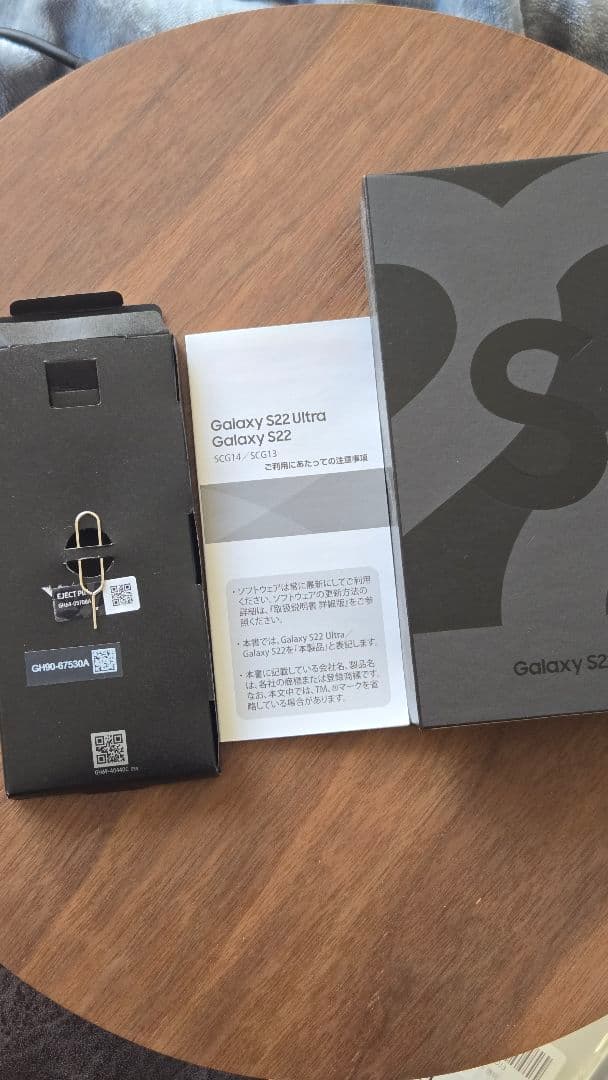 Galaxy S22 Ultra
Galaxy S22
SCG14／SCG13
ご利用にあたっての注意事項
・ソフトウェアは常に最新にしてご利用
ください。ソフトウェアの更新方法の
詳細は、『取扱説明書 詳細版』をご参
照ください。
・本書では、Galaxy S22 Ultra／
Galaxy S22を「本製品」と表記します。
・本書に記載している会社名、製品名
は、各社の商標または登録商標です。
なお、本文中では、TM、®マークを省
略している場合があります。
EJECT
GH90-67530A
S
Galaxy S2